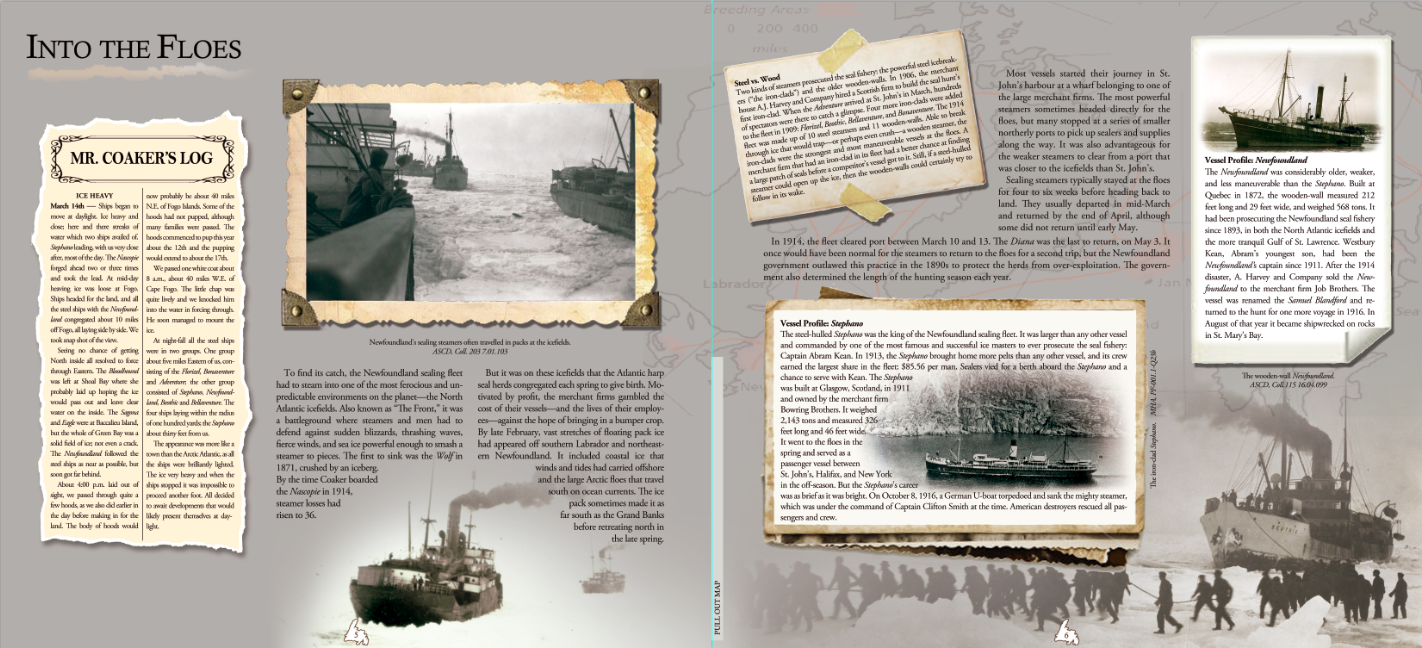 INTO THE FLOES
MR. COAKER'S LOG
ICE HEAVY
March 14th — Ships began to
move at daylight. Ice heavy and
close; here and there streaks of
water which two ships availed of,
Stephano leading, with us very close
after, most of the day. The Nascopie
forged ahead two or three times
and took the lead. At mid-day
heaving ice was loose at Fogo.
Ships headed for the land, and all
the steel ships with the Newfound-
land congregated about 10 miles
off Fogo, all laying side by side. We
took snap shot of the view.
Seeing no chance of getting
North inside all resolved to force
through Eastern. The Bloodhound
was left at Shoal Bay where she
probably laid up hoping the ice
would pass out and leave clear
water on the inside. The Sagona
and Eagle were at Baccalieu Island,
but the whole of Green Bay was a
solid field of ice; not even a crack.
The Newfoundland followed the
steel ships as near as possible, but
soon got far behind.
About 4:00 p.m. laid out of
sight, we passed through quite a
few hoods, as we also did earlier in
the day before making in for the
land. The body of hoods would
now probably be about 40 miles
N.E. of Fogo Islands. Some of the
hoods had not pupped, although
many families were passed. The
hoods commenced to pup this year
about the 12th and the pupping
would extend to about the 17th.
We passed one white coat about
8 a.m., about 40 miles W.E. of
Cape Fogo. The little chap was
quite lively and we knocked him
into the water in forcing through.
He soon managed to mount the
ice.
At night-fall all the steel ships
were in two groups. One group
about five miles Eastern of us, con-
sisting of the Florizel, Bonaventure
and Adventure; the other group
consisted of Stephano, Newfound-
land, Beothic and Bellaventure. The
four ships laying within the radius
of one hundred yards; the Stephano
about thirty feet from us.
The appearance was more like a
town than the Arctic Atlantic, as all
the ships were brilliantly lighted.
The ice very heavy and when the
ships stopped it was impossible to
proceed another foot. All decided
to await developments that would
likely present themselves at day-
light.
Newfoundland's sealing steamers often travelled in packs at the icefields.
ASCD, Coll. 203 7.01.103
To find its catch, the Newfoundland sealing fleet
had to steam into one of the most ferocious and un-
predictable environments on the planet—the North
Atlantic icefields. Also known as "The Front," it was
a battleground where steamers and men had to
defend against sudden blizzards, thrashing waves,
fierce winds, and sea ice powerful enough to smash a
steamer to pieces. The first to sink was the Wolf in
1871, crushed by an iceberg.
By the time Coaker boarded
the Nascopie in 1914,
steamer losses had
risen to 36.
But it was on these icefields that the Atlantic harp
seal herds congregated each spring to give birth. Mo-
tivated by profit, the merchant firms gambled the
cost of their vessels—and the lives of their employ-
ees—against the hope of bringing in a bumper crop.
By late February, vast stretches of floating pack ice
had appeared off southern Labrador and northeast-
ern Newfoundland. It included coastal ice that
winds and tides had carried offshore
and the large Arctic floes that travel
south on ocean currents. The ice
pack sometimes made it as
far south as the Grand Banks
before retreating north in
the late spring.
5
PULL OUT MAP
Breeding Areas
0 200 400
miles
Labrador
Steel vs. Wood
Two kinds of steamers prosecuted the seal fishery: the powerful steel icebreak-
ers ("the iron-clads") and the older wooden-walls. In 1906, the merchant
house A.J. Harvey and Company hired a Scottish firm to build the seal hunt's
first iron-clad. When the Adventure arrived at St. John's in March, hundreds
of spectators were there to catch a glimpse. Four more iron-clads were added
to the fleet in 1909: Florizel, Beothic, Bellaventure, and Bonaventure. The 1914
fleet was made up of 10 steel steamers and 11 wooden-walls. Able to break
through ice that would trap—or perhaps even crush—a wooden steamer, the
iron-clads were the strongest and most maneuverable vessels at the floes. A
merchant firm that had an iron-clad in its fleet had a better chance at finding
a large patch of seals before a competitor's vessel got to it. Still, if a steel-hulled
steamer could open up the ice, then the wooden-walls could certainly try to
follow in its wake.
Most vessels started their journey in St.
John's harbour at a wharf belonging to one of
the large merchant firms. The most powerful
steamers sometimes headed directly for the
floes, but many stopped at a series of smaller
northerly ports to pick up sealers and supplies
along the way. It was also advantageous for
the weaker steamers to clear from a port that
was closer to the icefields than St. John's.
Sealing steamers typically stayed at the floes
for four to six weeks before heading back to
land. They usually departed in mid-March
and returned by the end of April, although
some did not return until early May.
In 1914, the fleet cleared port between March 10 and 13. The Diana was the last to return, on May 3. It
once would have been normal for the steamers to return to the floes for a second trip, but the Newfoundland
government outlawed this practice in the 1890s to protect the herds from over-exploitation. The govern-
ment also determined the length of the hunting season each year.
Vessel Profile: Stephano
The steel-hulled Stephano was the king of the Newfoundland sealing fleet. It was larger than any other vessel
and commanded by one of the most famous and successful ice masters to ever prosecute the seal fishery:
Captain Abram Kean. In 1913, the Stephano brought home more pelts than any other vessel, and its crew
earned the largest share in the fleet: $85.56 per man. Sealers vied for a berth aboard the Stephano and a
chance to serve with Kean. The Stephano
was built at Glasgow, Scotland, in 1911
and owned by the merchant firm
Bowring Brothers. It weighed
2,143 tons and measured 326
feet long and 46 feet wide.
It went to the floes in the
spring and served as a
passenger vessel between
St. John's, Halifax, and New York
in the off-season. But the Stephano's career
was as brief as it was bright. On October 8, 1916, a German U-boat torpedoed and sank the mighty steamer,
which was under the command of Captain Clifton Smith at the time. American destroyers rescued all pas-
sengers and crew.
The iron-clad Stephano. MHA, PF-001.1-Q23b
Vessel Profile: Newfoundland
The Newfoundland was considerably older, weaker,
and less maneuverable than the Stephano. Built at
Quebec in 1872, the wooden-wall measured 212
feet long and 29 feet wide, and weighed 568 tons. It
had been prosecuting the Newfoundland seal fishery
since 1893, in both the North Atlantic icefields and
the more tranquil Gulf of St. Lawrence. Westbury
Kean, Abram's youngest son, had been the
Newfoundland's captain since 1911. After the 1914
disaster, A. Harvey and Company sold the New-
foundland to the merchant firm Job Brothers. The
vessel was renamed the Samuel Blandford and re-
turned to the hunt for one more voyage in 1916. In
August of that year it became shipwrecked on rocks
in St. Mary's Bay.
The wooden-wall Newfoundland.
ASCD, Coll.115 16.04.099
6